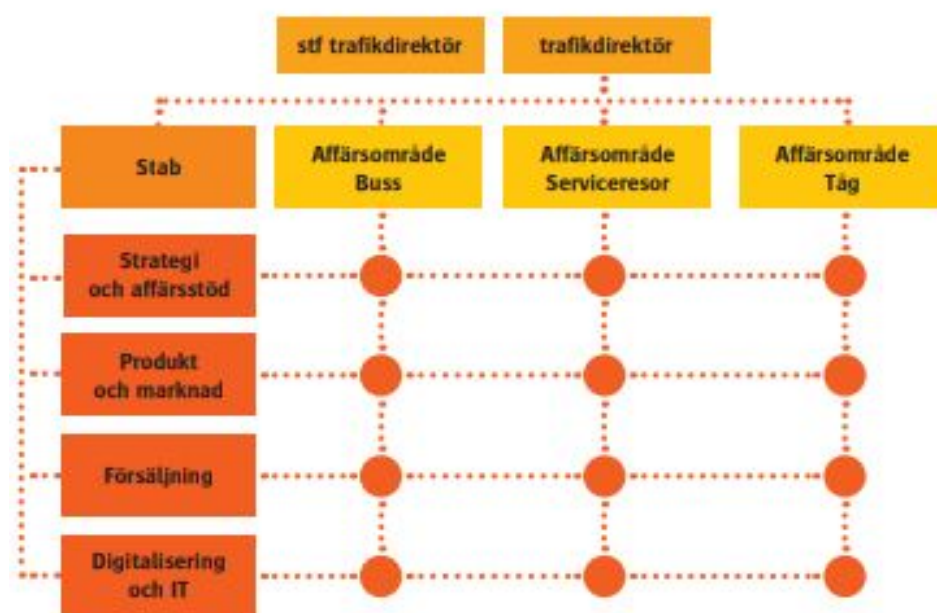 stf trafikdirektör
trafikdirektör
Stab
Affärsområde
Buss
Affärsområde
Serviceresor
Affärsområde
Tåg
Strategi
och affärsstöd
Produkt
och marknad
Försäljning
Digitalisering
och IT